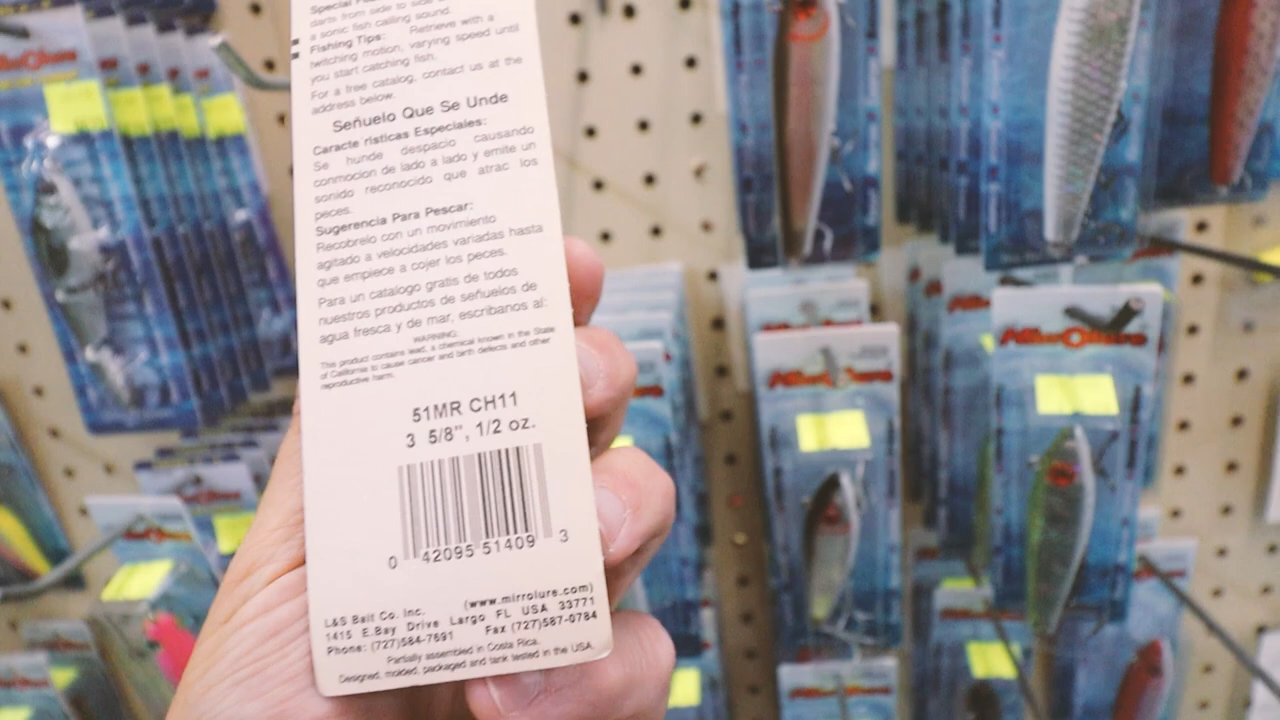 Special
darts from side to side
a sonic fish calling sound.
Fishing Tips: Retrieve with a
twitching motion, varying speed until
you start catching fish.
For a free catalog, contact us at the
address below.
Señuelo Que Se Unde
Caracte risticas Especiales:
Se hunde despacio causando
conmocion de lado a lado y emite un
sonido reconocido que atrac los
peces.
Sugerencia Para Pescar:
Recobrelo con un movimiento
agitado a velocidades variadas hasta
que empiece a cojer los peces.
Para un catalogo gratis de todos
nuestros productos de señuelos de
agua fresca y de mar, escribanos al:
WARNING:
This product contains lead, a chemical known in the State
of California to cause cancer and birth defects and other
reproductive harm.
51MR CH11
3 5/8", 1/2 oz.
0 42095 51409 3
L&S Bait Co. Inc. (www.mirrolure.com)
1415 E.Bay Drive Largo FL USA 33771
Phone: (727)584-7691 Fax (727)587-0784
Partially assembled in Costa Rica.
Designed, molded, packaged and tank tested in the USA.
MirrOlure
MirrOlure